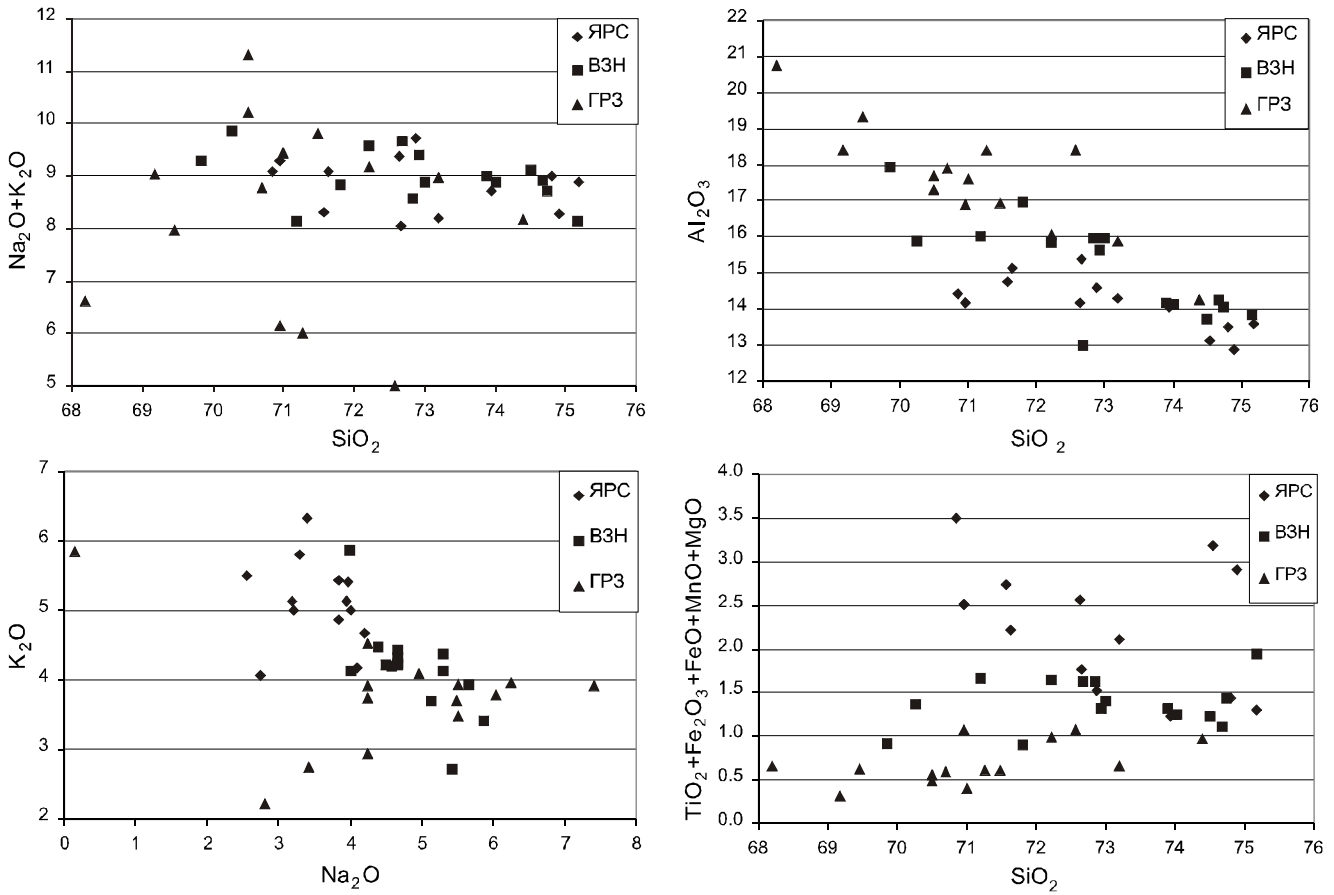 12
11
10
9
8
7
6
5
68 69 70 71 72 73 74 75 76
Na₂O+K₂O
SiO₂
ЯРС
ВЗН
ГРЗ
22
21
20
19
18
17
16
15
14
13
12
68 69 70 71 72 73 74 75 76
Al₂O₃
SiO₂
ЯРС
ВЗН
ГРЗ
7
6
5
4
3
2
0 1 2 3 4 5 6 7 8
K₂O
Na₂O
ЯРС
ВЗН
ГРЗ
4.0
3.5
3.0
2.5
2.0
1.5
1.0
0.5
0.0
68 69 70 71 72 73 74 75 76
TiO₂+Fe₂O₃+FeO+MnO+MgO
SiO₂
ЯРС
ВЗН
ГРЗ